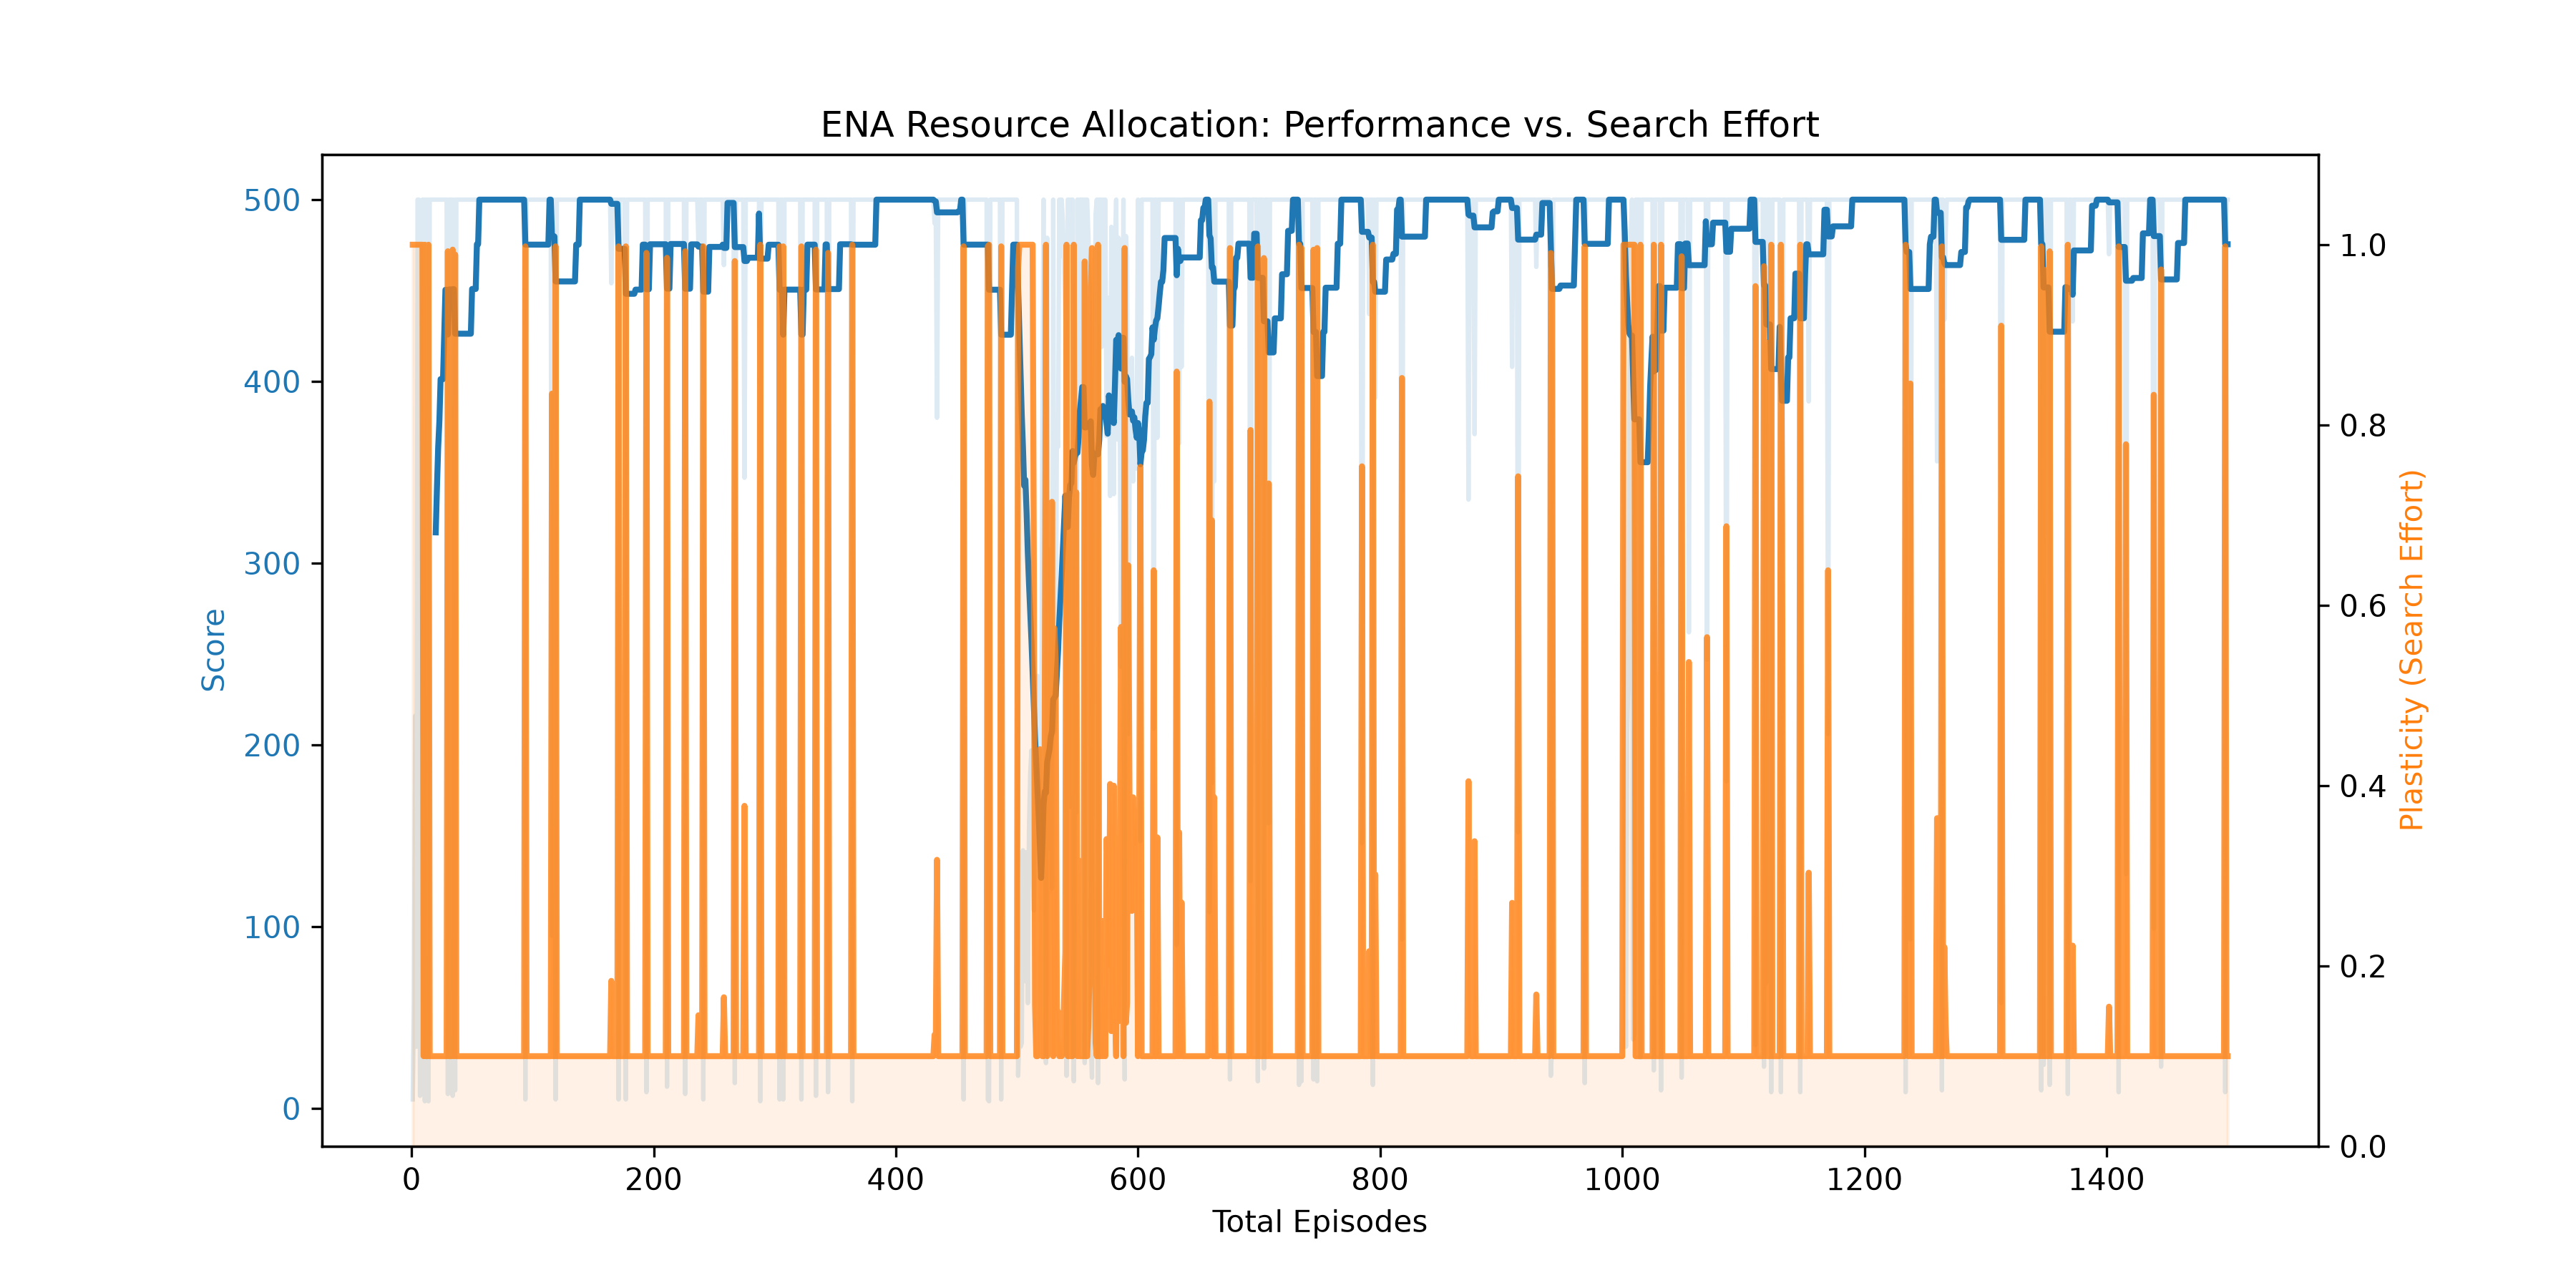 ENA Resource Allocation: Performance vs. Search Effort
500
400
300
200
100
0
Score
1.0
0.8
0.6
0.4
0.2
0.0
Plasticity (Search Effort)
0 200 400 600 800 1000 1200 1400
Total Episodes